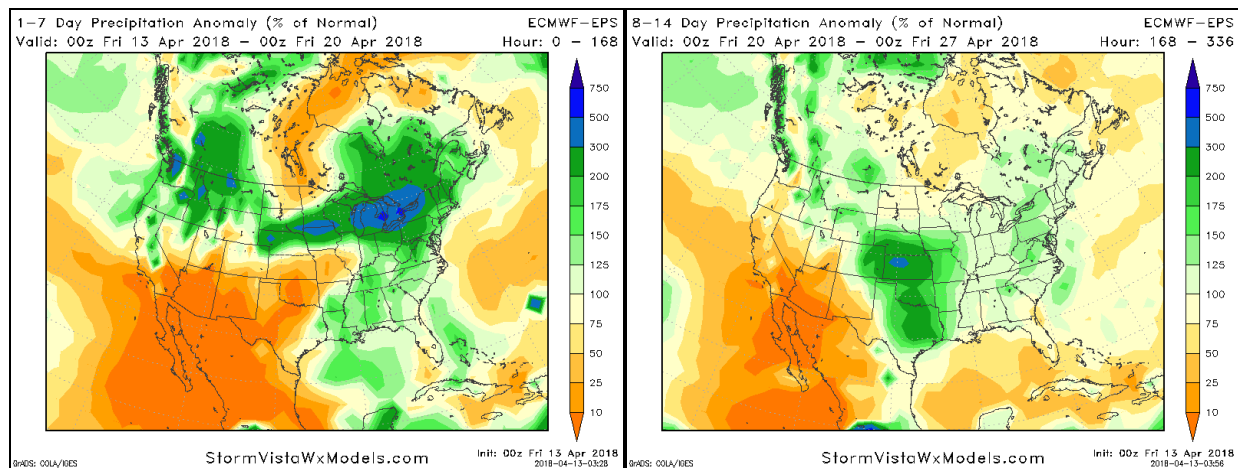 1-7 Day Precipitation Anomaly (% of Normal) ECMWF-EPS
Valid: 00z Fri 13 Apr 2018 - 00z Fri 20 Apr 2018 Hour: 0 - 168
750
500
300
200
175
150
125
100
75
50
25
10
Init: 00z Fri 13 Apr 2018
GrADS: COLA/IGES
StormVistaWxModels.com
2018-04-13-03:28
8-14 Day Precipitation Anomaly (% of Normal) ECMWF-EPS
Valid: 00z Fri 20 Apr 2018 - 00z Fri 27 Apr 2018 Hour: 168 - 336
750
500
300
200
175
150
125
100
75
50
25
10
Init: 00z Fri 13 Apr 2018
GrADS: COLA/IGES
StormVistaWxModels.com
2018-04-13-03:56